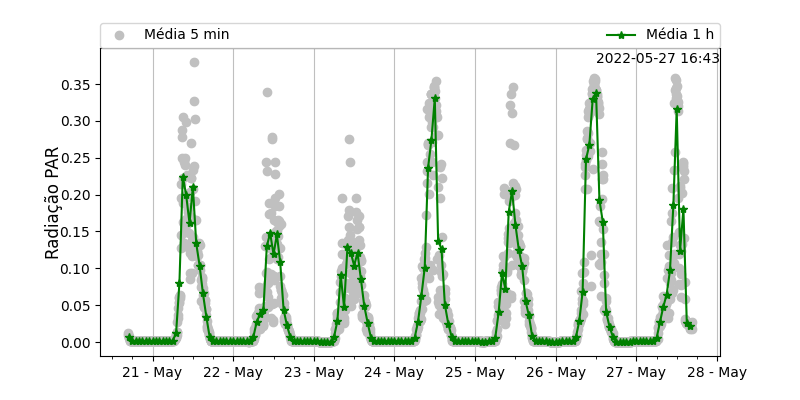 Média 5 min
Média 1 h
2022-05-27 16:43
Radiação PAR
0.35
0.30
0.25
0.20
0.15
0.10
0.05
0.00
21 - May
22 - May
23 - May
24 - May
25 - May
26 - May
27 - May
28 - May